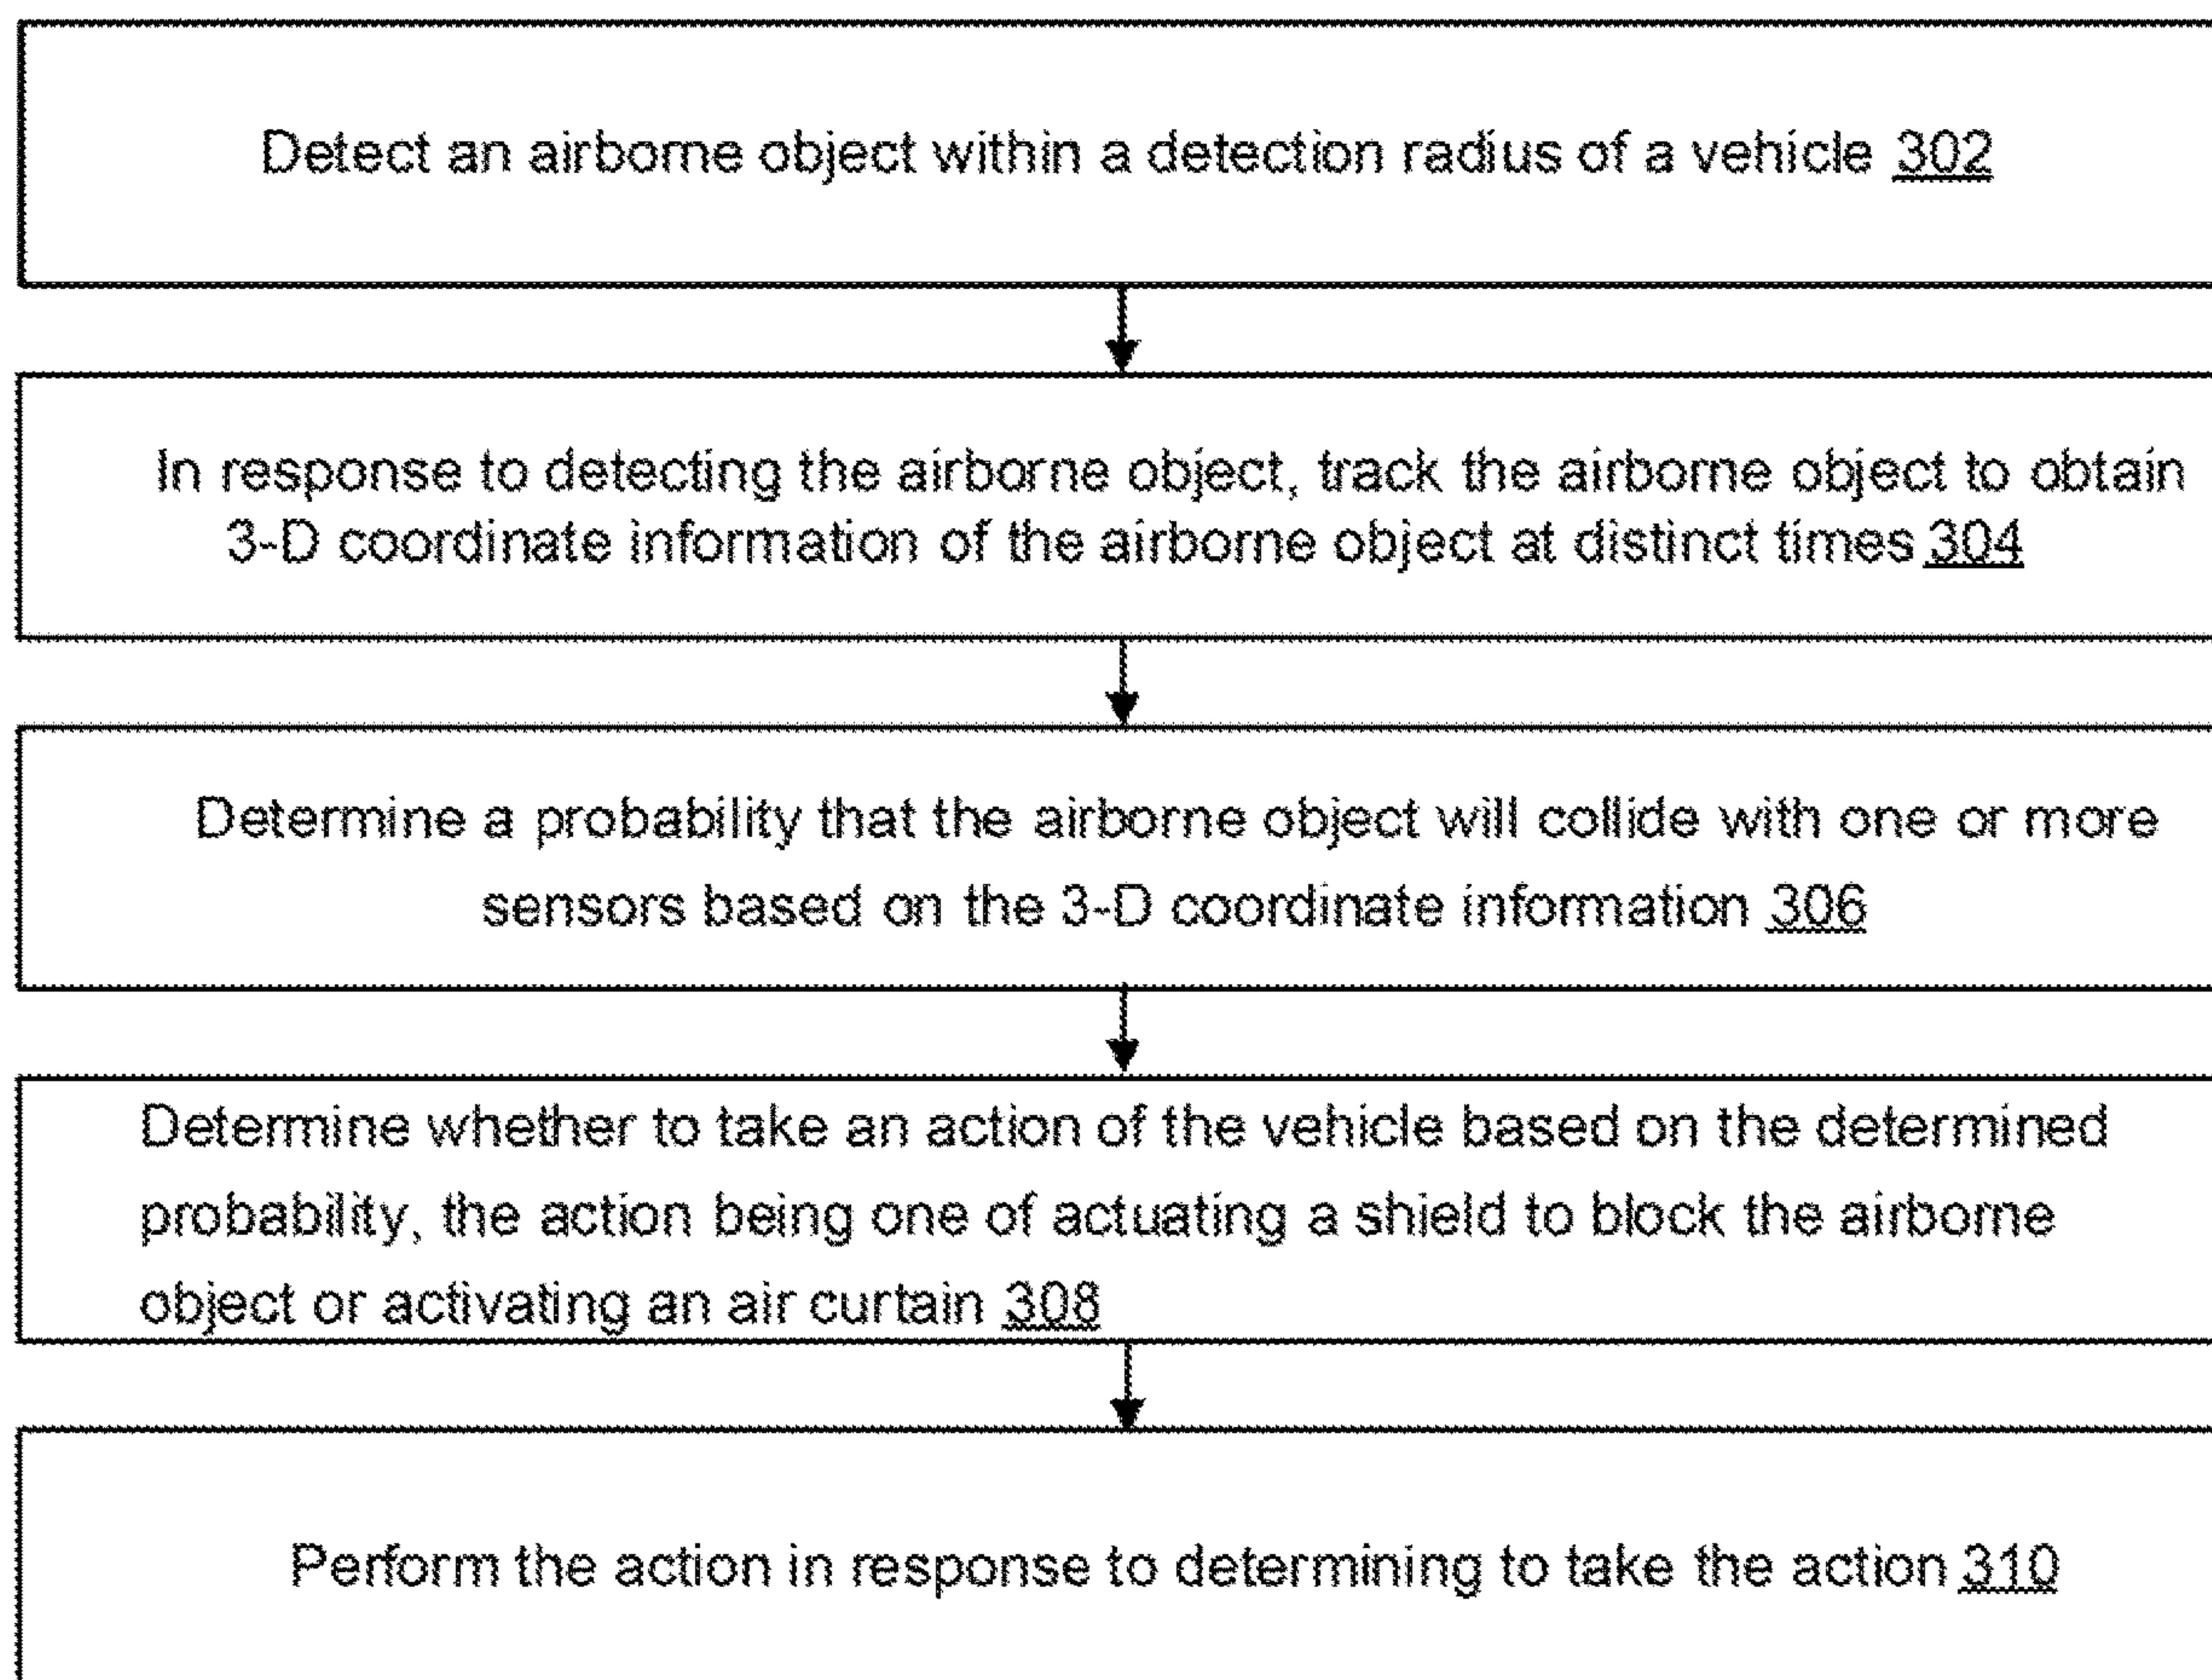 Detect an airborne object within a detection radius of a vehicle 302
In response to detecting the airborne object, track the airborne object to obtain
3-D coordinate information of the airborne object at distinct times 304
Determine a probability that the airborne object will collide with one or more
sensors based on the 3-D coordinate information 306
Determine whether to take an action of the vehicle based on the determined
probability, the action being one of actuating a shield to block the airborne
object or activating an air curtain 308
Perform the action in response to determining to take the action 310